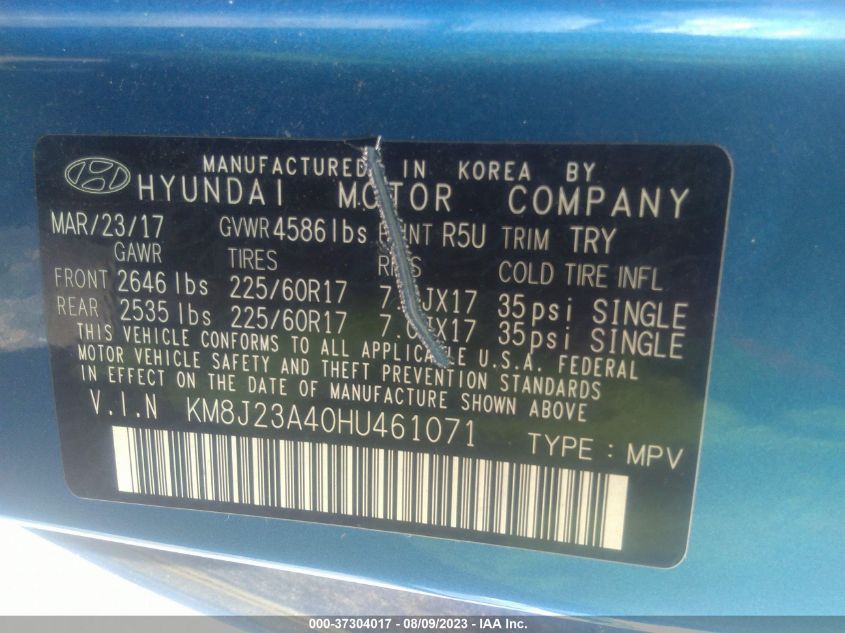 MANUFACTURED IN KOREA BY
HYUNDAI MOTOR COMPANY
MAR/23/17 GVWR 4586 lbs R5U TRIM TRY
GAWR TIRES COLD TIRE INFL
FRONT 2646 lbs 225/60R17 35psi SINGLE
REAR 2535 lbs 225/60R17 35psi SINGLE
THIS VEHICLE CONFORMS TO ALL APPLICABLE U.S.A. FEDERAL
MOTOR VEHICLE SAFETY AND THEFT PREVENTION STANDARDS
IN EFFECT ON THE DATE OF MANUFACTURE SHOWN ABOVE
V.I.N KM8J23A40HU461071 TYPE : MPV
000-37304017 - 08/09/2023 - IAA Inc.